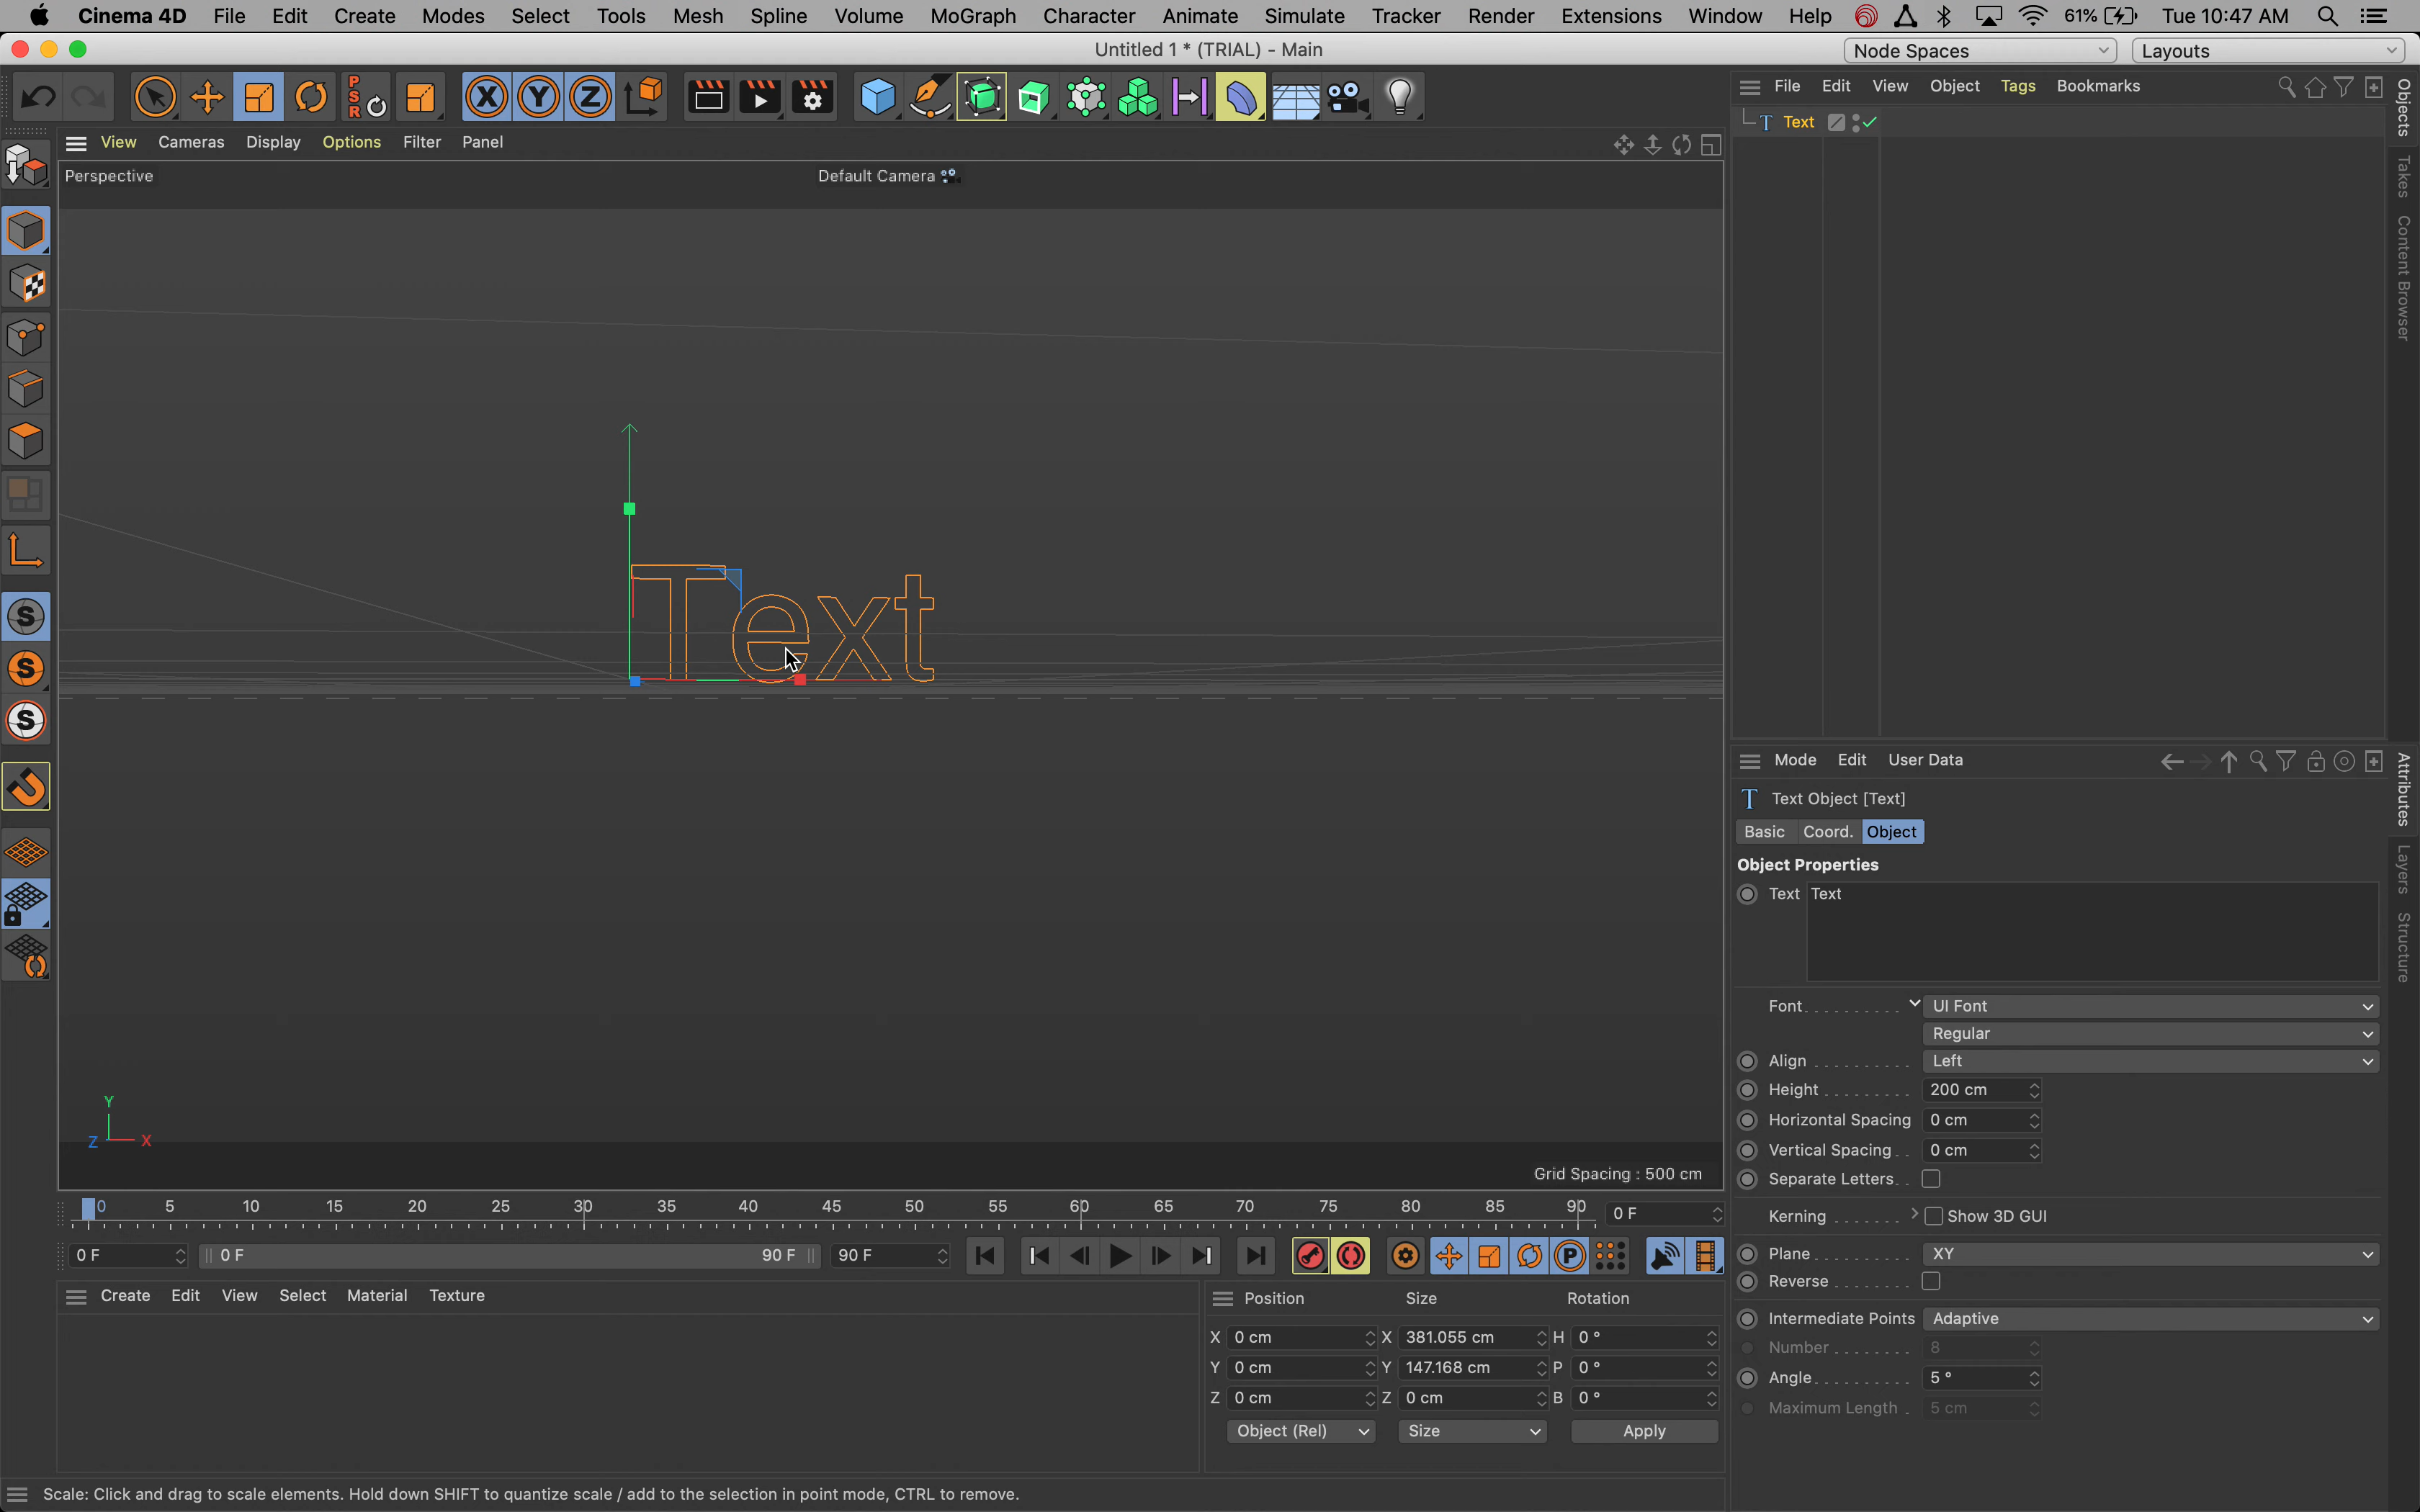 Cinema 4D File Edit Create Modes Select Tools Mesh Spline Volume MoGraph Character Animate Simulate Tracker Render Extensions Window Help 61% Tue 10:47 AM
Untitled 1 * (TRIAL) - Main
Node Spaces
Layouts
PSR
X
Y
Z
File Edit View Object Tags Bookmarks
Objects
Takes
Content Browser
T Text
View Cameras Display Options Filter Panel
Perspective
Default Camera
Text
S
S
S
Y
Z X
Grid Spacing : 500 cm
Mode Edit User Data
Attributes
Layers
Structure
T Text Object [Text]
Basic Coord. Object
Object Properties
Text Text
Font UI Font
Regular
Align Left
Height 200 cm
Horizontal Spacing 0 cm
Vertical Spacing 0 cm
Separate Letters
Kerning Show 3D GUI
Plane XY
Reverse
Intermediate Points Adaptive
Number 8
Angle 5 °
Maximum Length 5 cm
0 5 10 15 20 25 30 35 40 45 50 55 60 65 70 75 80 85 90 0 F
0 F 0 F 90 F 90 F P
Create Edit View Select Material Texture
Position Size Rotation
X 0 cm X 381.055 cm H 0 °
Y 0 cm Y 147.168 cm P 0 °
Z 0 cm Z 0 cm B 0 °
Object (Rel) Size Apply
Scale: Click and drag to scale elements. Hold down SHIFT to quantize scale / add to the selection in point mode, CTRL to remove.